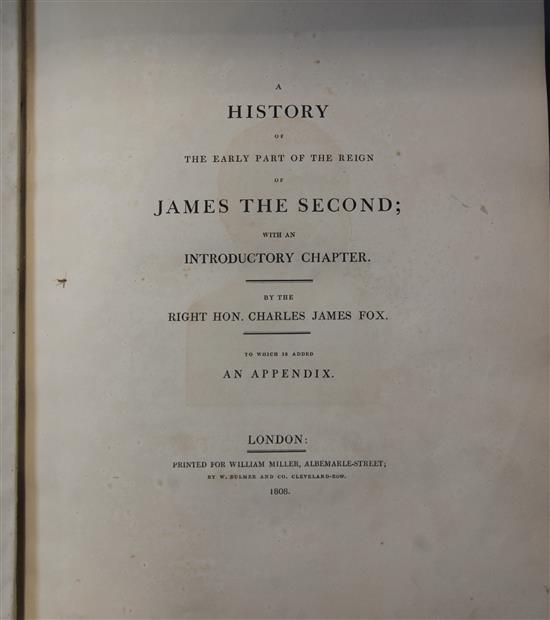 A
HISTORY
OF
THE EARLY PART OF THE REIGN
OF
JAMES THE SECOND;
WITH AN
INTRODUCTORY CHAPTER.
BY THE
RIGHT HON. CHARLES JAMES FOX.
TO WHICH IS ADDED
AN APPENDIX.
LONDON:
PRINTED FOR WILLIAM MILLER, ALBEMARLE-STREET;
BY W. BULMER AND CO. CLEVELAND-ROW.
1808.